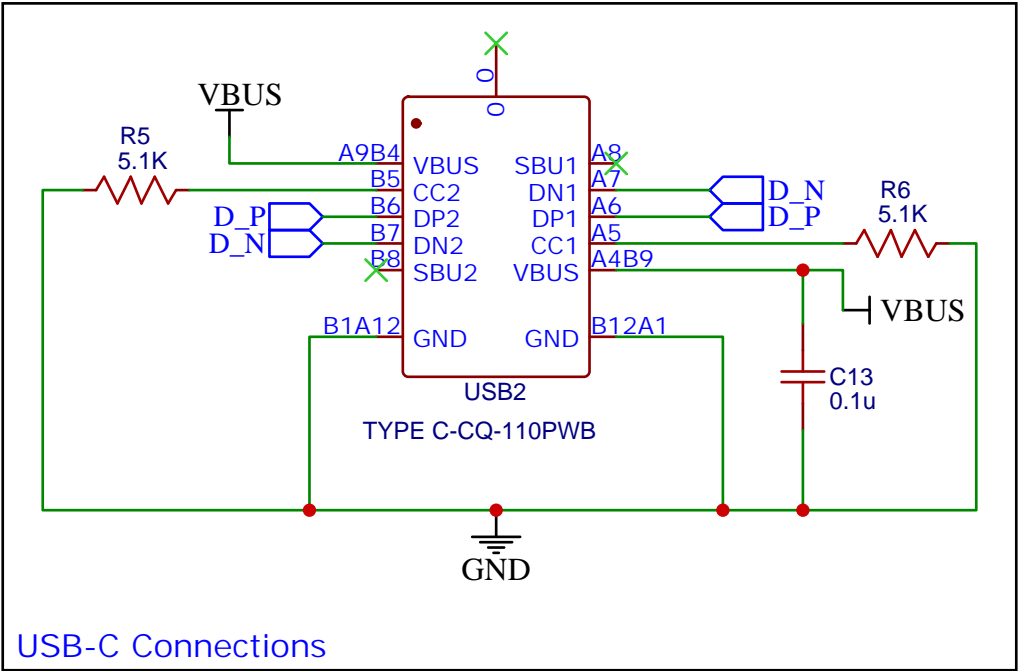 0
0
VBUS
R5
5.1K
A9B4
VBUS
SBU1
A8
B5
CC2
DN1
A7
D_N
R6
5.1K
D_P
B6
DP2
DP1
A6
D_P
D_N
B7
DN2
CC1
A5
B8
SBU2
VBUS
A4B9
VBUS
B1A12
GND
GND
B12A1
C13
0.1u
USB2
TYPE C-CQ-110PWB
GND
USB-C Connections